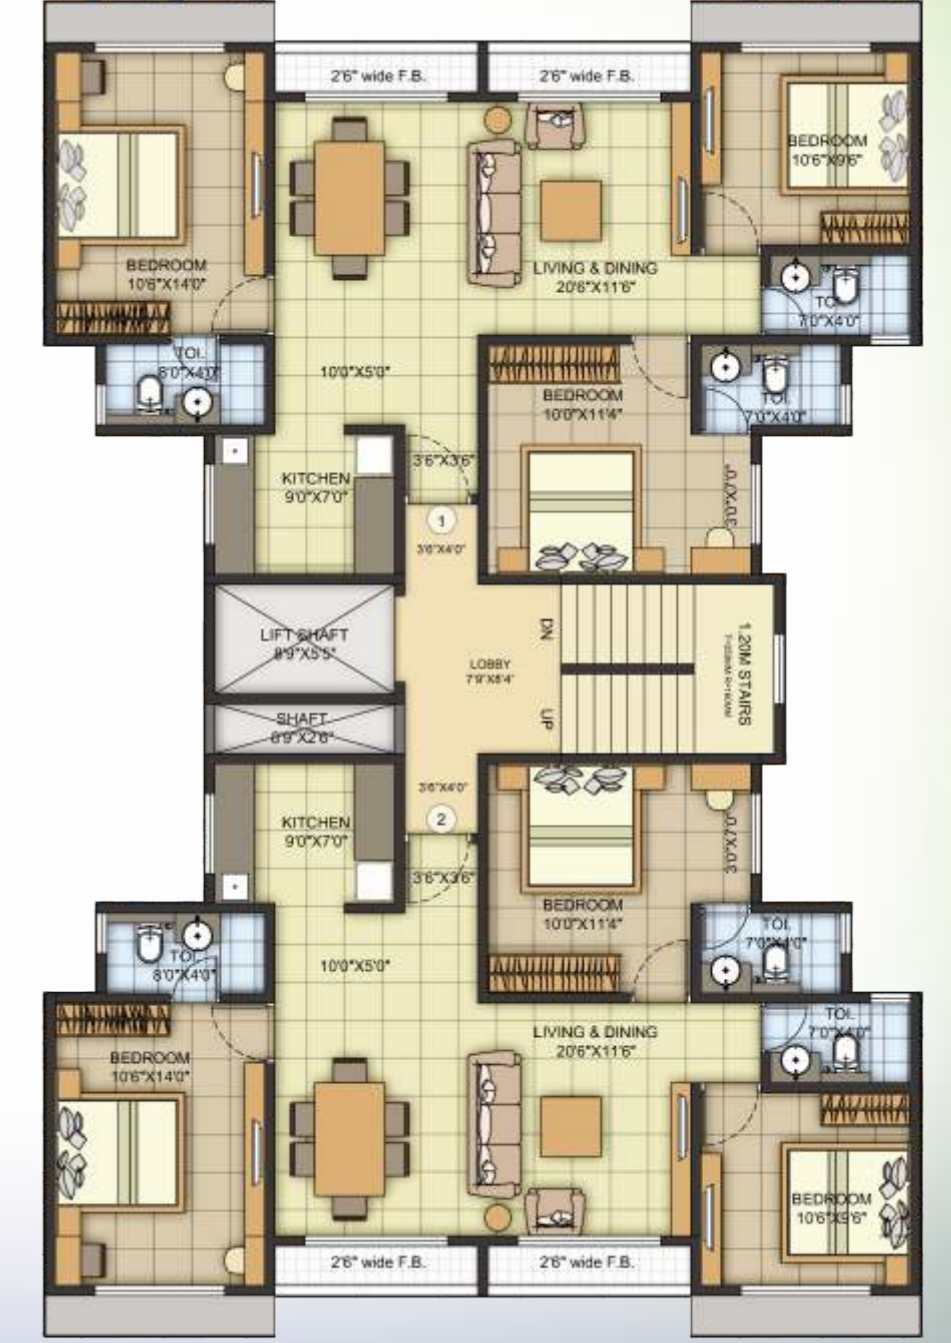 2'6" wide F.B.
2'6" wide F.B.
BEDROOM
10'6"X9'6"
BEDROOM
10'6"X14'0"
LIVING & DINING
20'6"X11'6"
TOI.
7'0"X4'0"
TOI.
8'0"X4'0"
10'0"X5'0"
BEDROOM
10'0"X11'4"
TOI.
7'0"X4'0"
KITCHEN
9'0"X7'0"
3'6"X3'6"
3'0"X7'0"
1
3'6"X4'0"
LIFT SHAFT
8'9"X5'5"
LOBBY
7'9"X8'4"
DN
UP
1.20M STAIRS
SHAFT
8'9"X2'6"
3'6"X4'0"
2
KITCHEN
9'0"X7'0"
3'6"X3'6"
3'0"X7'0"
BEDROOM
10'0"X11'4"
TOI.
7'0"X4'0"
TOI.
8'0"X4'0"
10'0"X5'0"
TOI.
7'0"X4'0"
LIVING & DINING
20'6"X11'6"
BEDROOM
10'6"X14'0"
BEDROOM
10'6"X9'6"
2'6" wide F.B.
2'6" wide F.B.